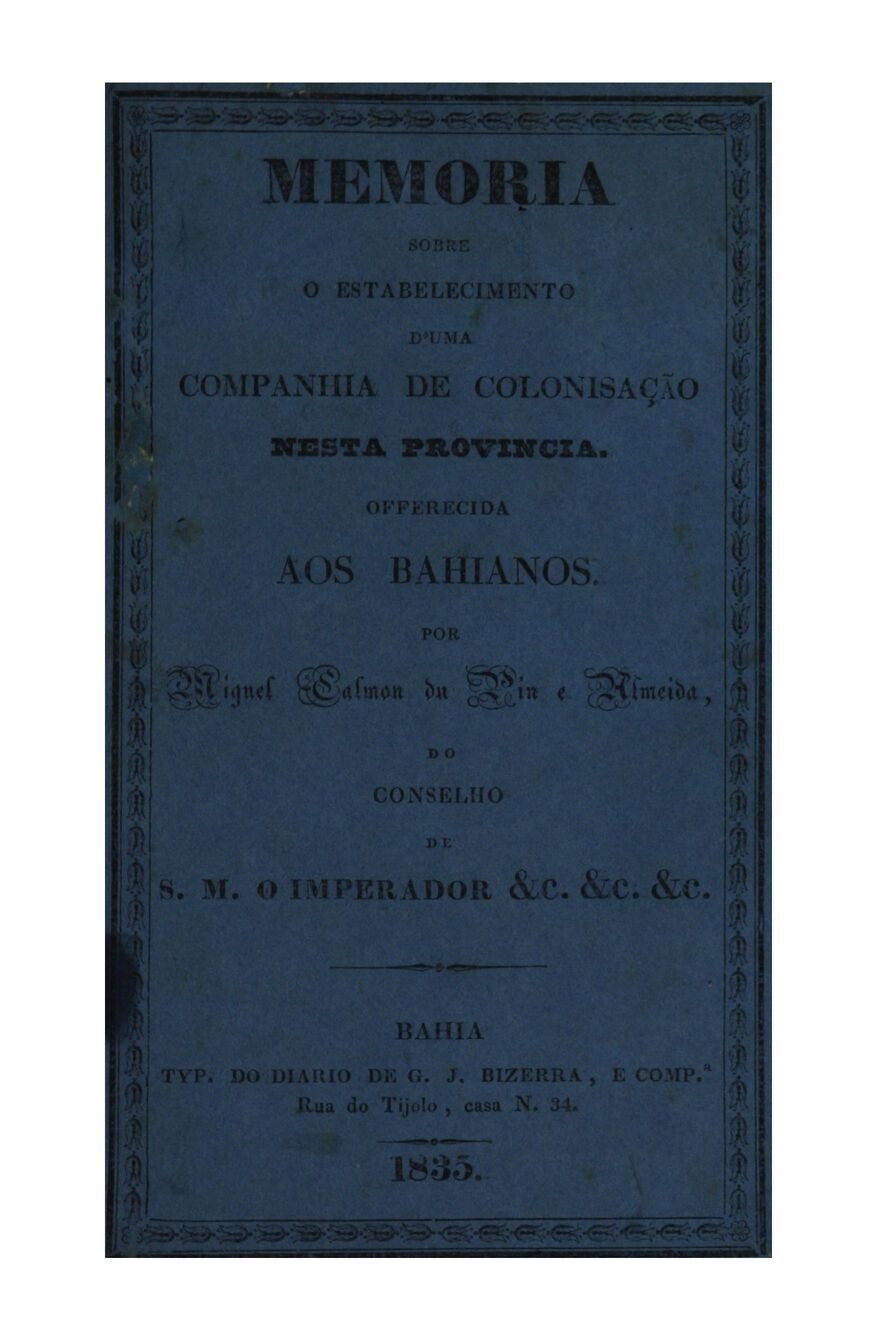 MEMORIA
SOBRE
O ESTABELECIMENTO
D'UMA
COMPANHIA DE COLONISAÇÃO
NESTA PROVINCIA.
OFFERECIDA
AOS BAHIANOS.
POR
Miguel Calmon du Pin e Almeida,
DO
CONSELHO
DE
S. M. O IMPERADOR &C. &C. &C.
BAHIA
TYP. DO DIARIO DE G. J. BIZERRA, E COMP.ª
Rua do Tijolo, casa N. 34.
1835.